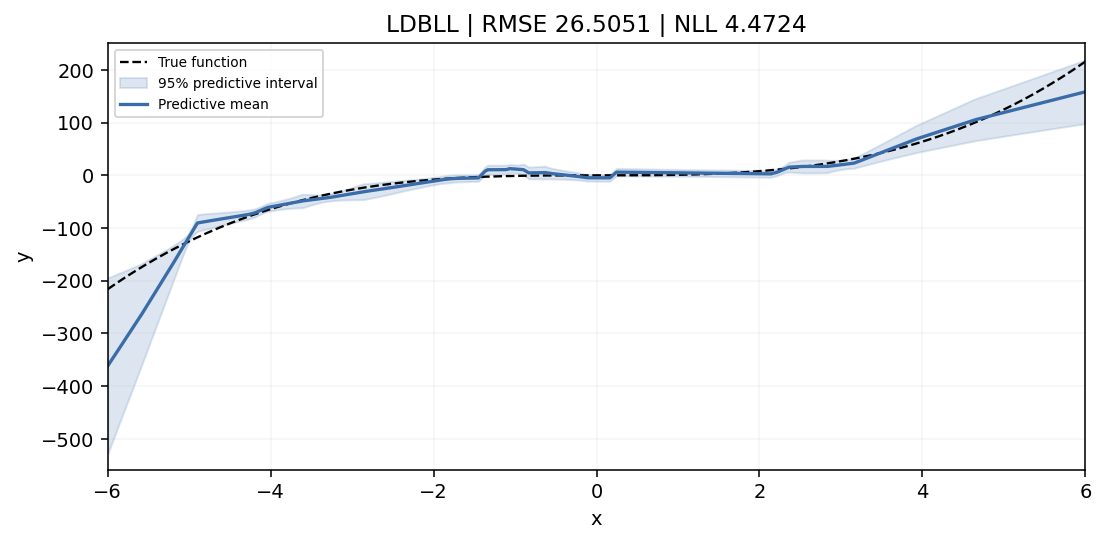 LDBLL | RMSE 26.5051 | NLL 4.4724
True function
95% predictive interval
Predictive mean
200
100
0
−100
−200
−300
−400
−500
y
−6 −4 −2 0 2 4 6
x